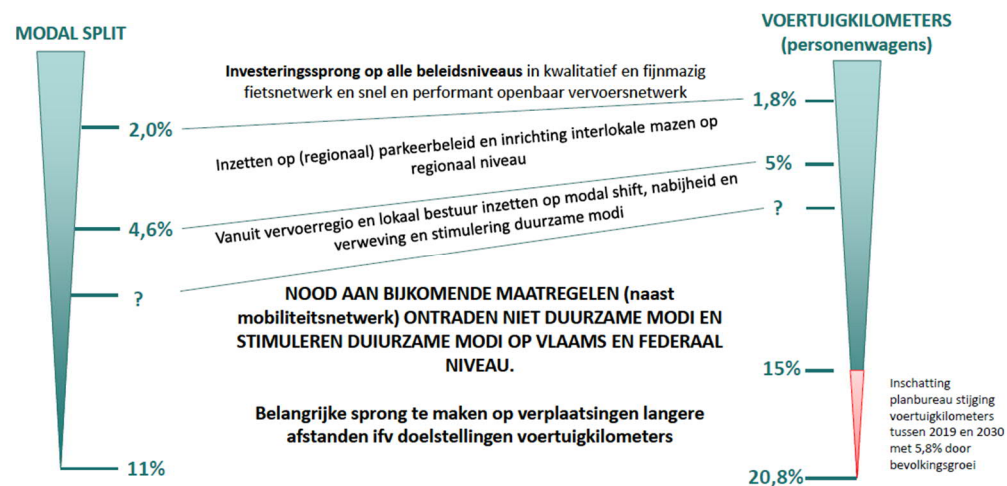 MODAL SPLIT
VOERTUIGKILOMETERS
(personenwagens)
Investeringssprong op alle beleidsniveaus in kwalitatief en fijnmazig
fietsnetwerk en snel en performant openbaar vervoersnetwerk
2,0%
1,8%
Inzetten op (regionaal) parkeerbeleid en inrichting interlokale mazen op
regionaal niveau
4,6%
5%
Vanuit vervoerregio en lokaal bestuur inzetten op modal shift, nabijheid en
verweving en stimulering duurzame modi
?
?
NOOD AAN BIJKOMENDE MAATREGELEN (naast
mobiliteitsnetwerk) ONTRADEN NIET DUURZAME MODI EN
STIMULEREN DUIURZAME MODI OP VLAAMS EN FEDERAAL
NIVEAU.
Belangrijke sprong te maken op verplaatsingen langere
afstanden ifv doelstellingen voertuigkilometers
11%
15%
20,8%
Inschatting
planbureau stijging
voertuigkilometers
tussen 2019 en 2030
met 5,8% door
bevolkingsgroei